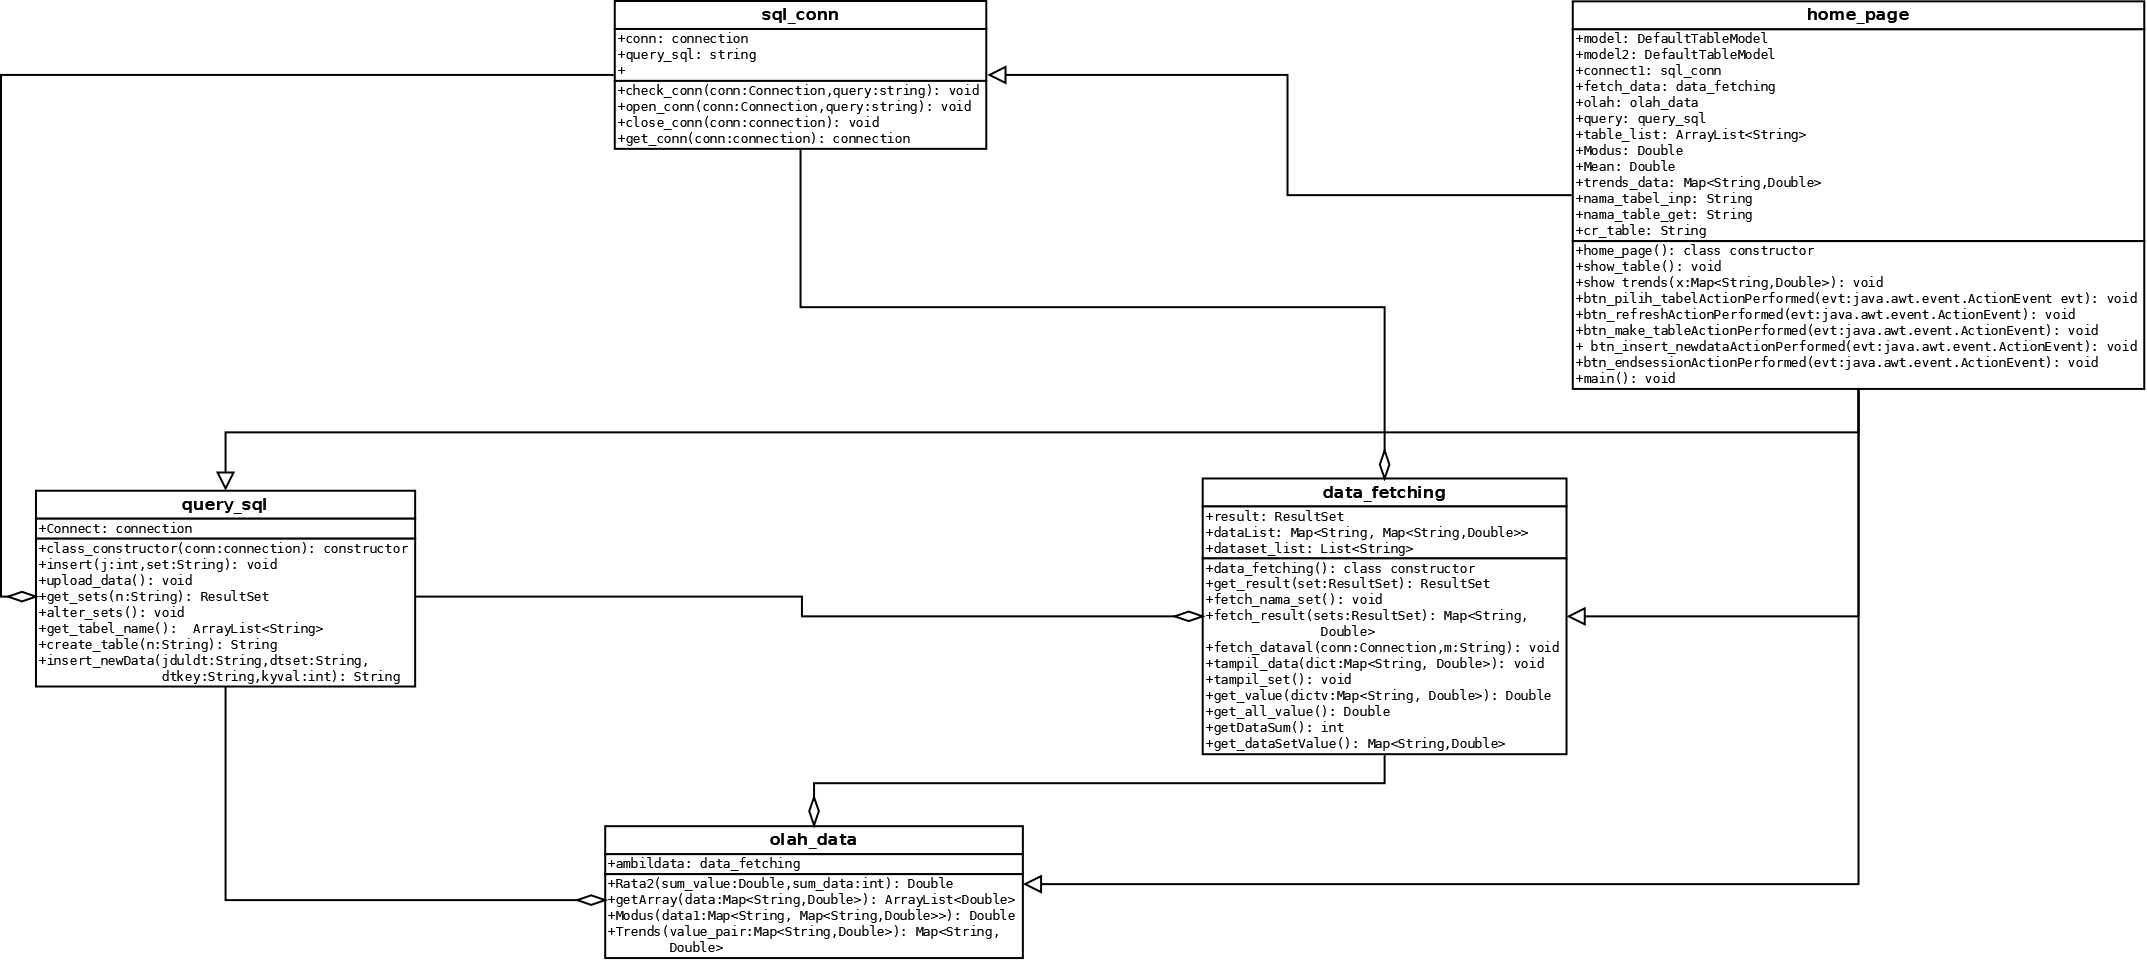 sql_conn
+conn: connection
+query_sql: string
+
+check_conn(conn:Connection,query:string): void
+open_conn(conn:Connection,query:string): void
+close_conn(conn:connection): void
+get_conn(conn:connection): connection
home_page
+model: DefaultTableModel
+model2: DefaultTableModel
+connect1: sql_conn
+fetch_data: data_fetching
+olah: olah_data
+query: query_sql
+table_list: ArrayList<String>
+Modus: Double
+Mean: Double
+trends_data: Map<String,Double>
+nama_tabel_inp: String
+nama_table_get: String
+cr_table: String
+home_page(): class constructor
+show_table(): void
+show trends(x:Map<String,Double>): void
+btn_pilih_tabelActionPerformed(evt:java.awt.event.ActionEvent evt): void
+btn_refreshActionPerformed(evt:java.awt.event.ActionEvent): void
+btn_make_tableActionPerformed(evt:java.awt.event.ActionEvent): void
+ btn_insert_newdataActionPerformed(evt:java.awt.event.ActionEvent): void
+btn_endsessionActionPerformed(evt:java.awt.event.ActionEvent): void
+main(): void
query_sql
+Connect: connection
+class_constructor(conn:connection): constructor
+insert(j:int,set:String): void
+upload_data(): void
+get_sets(n:String): ResultSet
+alter_sets(): void
+get_tabel_name():  ArrayList<String>
+create_table(n:String): String
+insert_newData(jduldt:String,dtset:String,
dtkey:String,kyval:int): String
data_fetching
+result: ResultSet
+dataList: Map<String, Map<String,Double>>
+dataset_list: List<String>
+data_fetching(): class constructor
+get_result(set:ResultSet): ResultSet
+fetch_nama_set(): void
+fetch_result(sets:ResultSet): Map<String,
Double>
+fetch_dataval(conn:Connection,m:String): void
+tampil_data(dict:Map<String, Double>): void
+tampil_set(): void
+get_value(dictv:Map<String, Double>): Double
+get_all_value(): Double
+getDataSum(): int
+get_dataSetValue(): Map<String,Double>
olah_data
+ambildata: data_fetching
+Rata2(sum_value:Double,sum_data:int): Double
+getArray(data:Map<String,Double>): ArrayList<Double>
+Modus(data1:Map<String, Map<String,Double>>): Double
+Trends(value_pair:Map<String,Double>): Map<String,
Double>